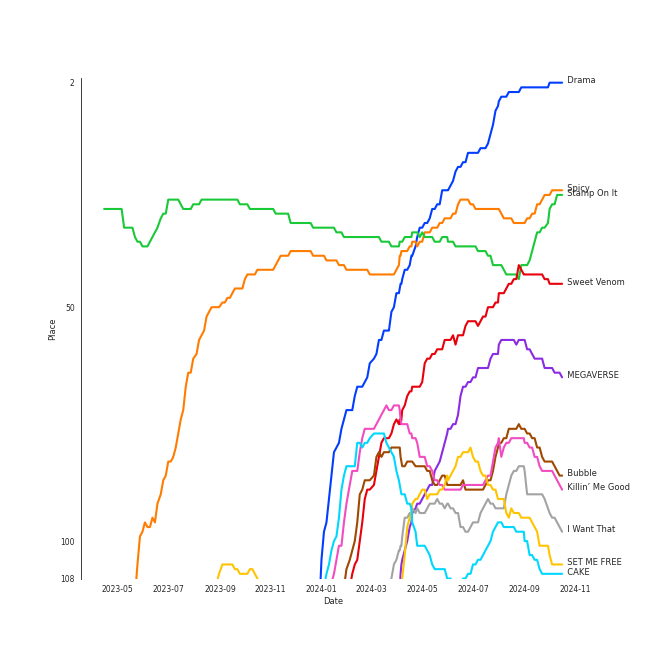 2
Drama
Spicy
Stamp On It
Sweet Venom
50
Place
MEGAVERSE
Bubble
Killin' Me Good
I Want That
100
SET ME FREE
CAKE
108
2023-05 2023-07 2023-09 2023-11 2024-01 2024-03 2024-05 2024-07 2024-09 2024-11
Date